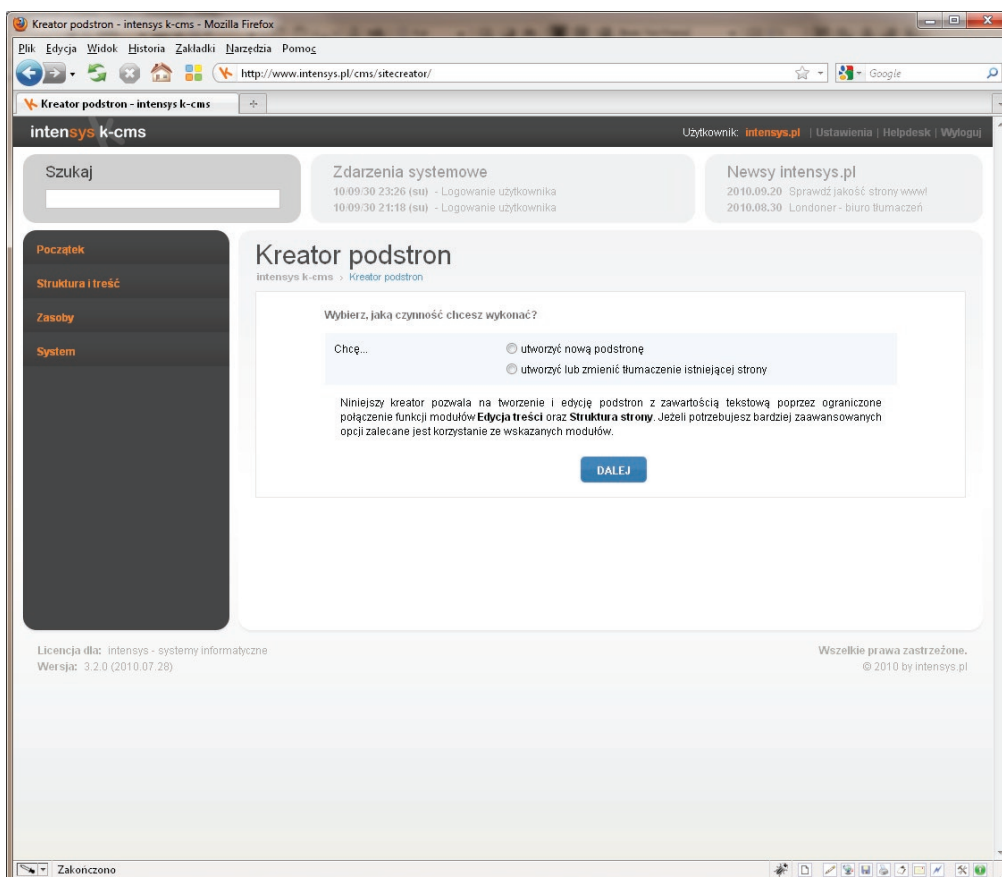 Kreator podstron - intensys k-cms - Mozilla Firefox
Plik Edycja Widok Historia Zakładki Narzędzia Pomoc
http://www.intensys.pl/cms/sitecreator/
Google
Kreator podstron - intensys k-cms
intensys k-cms
Użytkownik: intensys.pl | Ustawienia | Helpdesk | Wyloguj
Szukaj
Zdarzenia systemowe
10/09/30 23:26 (su) - Logowanie użytkownika
10/09/30 21:18 (su) - Logowanie użytkownika
Newsy intensys.pl
2010.09.20 Sprawdź jakość strony www!
2010.08.30 Londoner - biuro tłumaczeń
Początek
Struktura i treść
Zasoby
System
Kreator podstron
intensys k-cms › Kreator podstron
Wybierz, jaką czynność chcesz wykonać?
Chcę...
utworzyć nową podstronę
utworzyć lub zmienić tłumaczenie istniejącej strony
Niniejszy kreator pozwala na tworzenie i edycję podstron z zawartością tekstową poprzez ograniczone
połączenie funkcji modułów Edycja treści oraz Struktura strony. Jeżeli potrzebujesz bardziej zaawansowanych
opcji zalecane jest korzystanie ze wskazanych modułów.
DALEJ
Licencja dla: intensys - systemy informatyczne
Wersja: 3.2.0 (2010.07.28)
Wszelkie prawa zastrzeżone.
© 2010 by intensys.pl
Zakończono